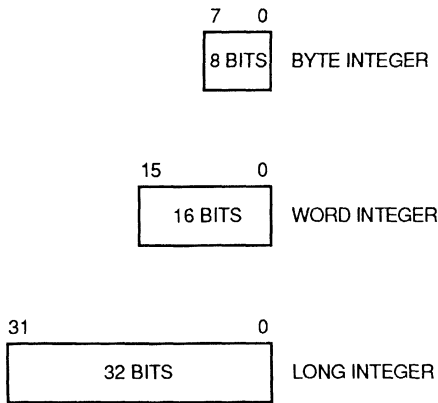 7 0
8 BITS BYTE INTEGER
15 0
16 BITS WORD INTEGER
31 0
32 BITS LONG INTEGER